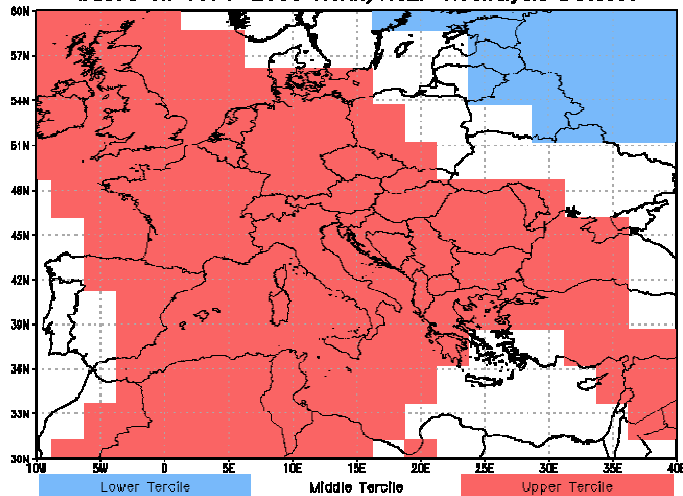 60N
57N
54N
51N
48N
45N
42N
39N
36N
33N
30N
10W 5W 0 5E 10E 15E 20E 25E 30E 35E 40E
Lower Tercile Middle Tercile Upper Tercile